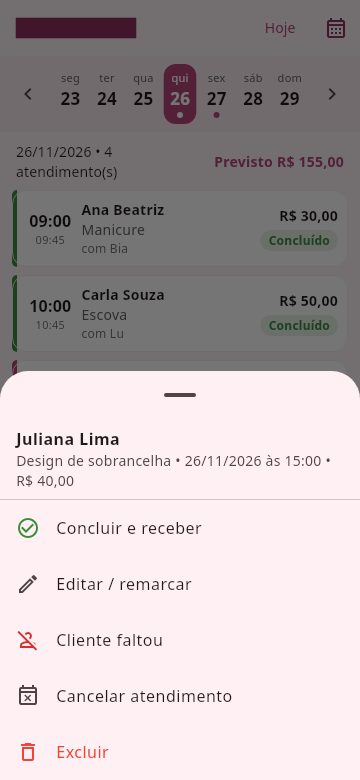 Hoje
seg ter qua qui sex sáb dom
23 24 25 26 27 28 29
26/11/2026 • 4
atendimento(s)
Previsto R$ 155,00
09:00
09:45
Ana Beatriz
Manicure
com Bia
R$ 30,00
Concluído
10:00
10:45
Carla Souza
Escova
com Lu
R$ 50,00
Concluído
Juliana Lima
Design de sobrancelha • 26/11/2026 às 15:00 •
R$ 40,00
Concluir e receber
Editar / remarcar
Cliente faltou
Cancelar atendimento
Excluir